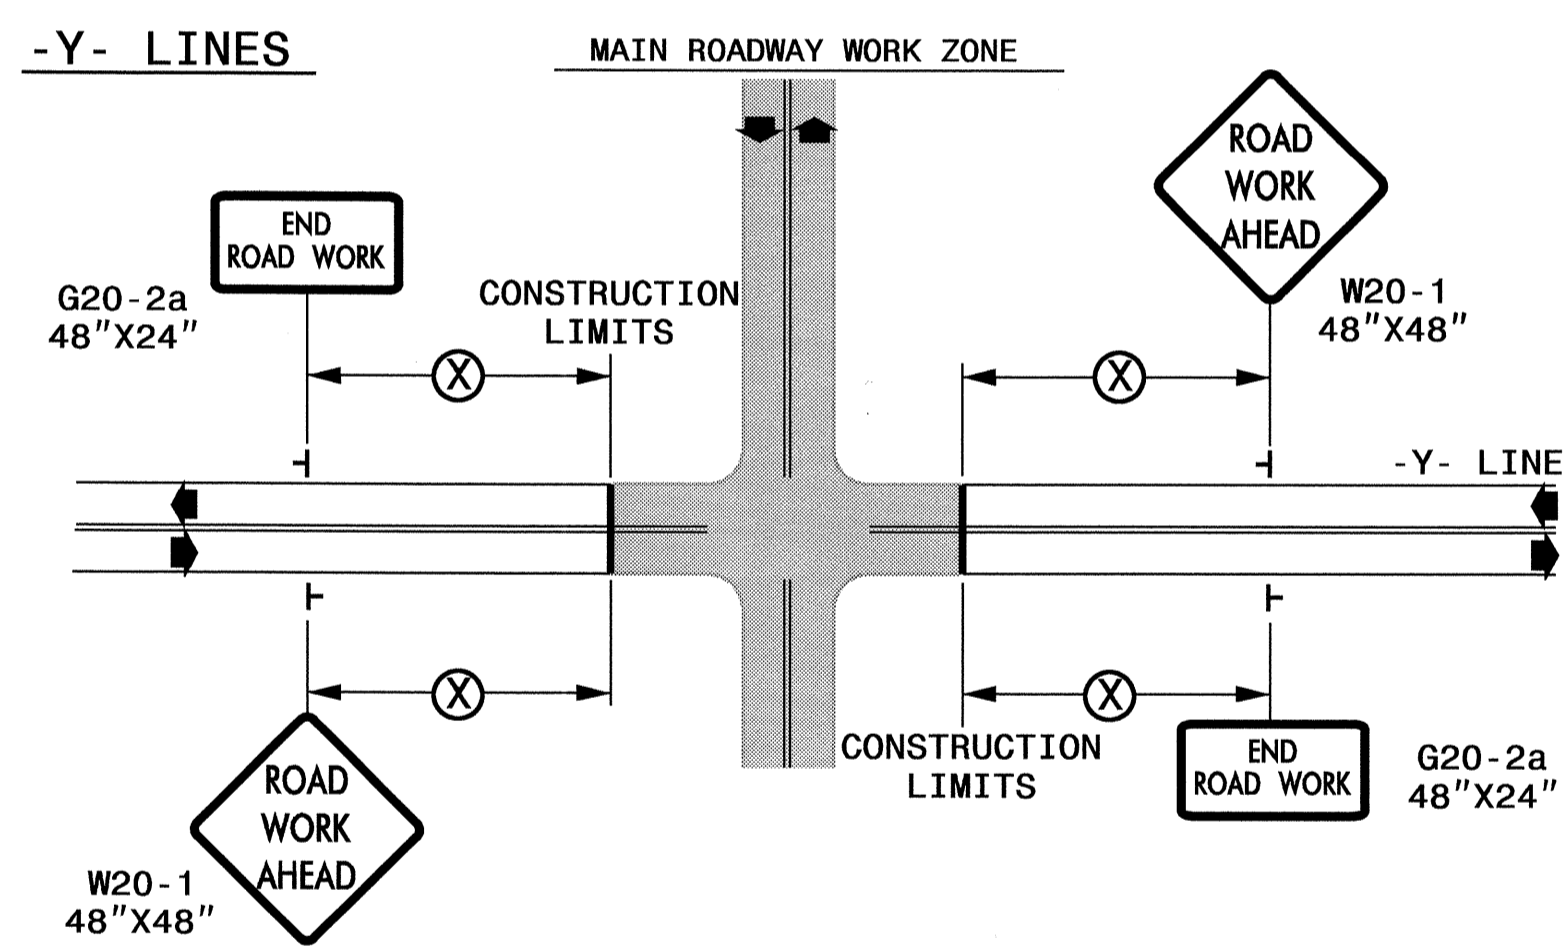 -Y- LINES
MAIN ROADWAY WORK ZONE
END
ROAD WORK
G20-2a
48"X24"
CONSTRUCTION
LIMITS
X
ROAD
WORK
AHEAD
W20-1
48"X48"
X
-Y- LINE
X
ROAD
WORK
AHEAD
W20-1
48"X48"
X
CONSTRUCTION
LIMITS
END
ROAD WORK
G20-2a
48"X24"